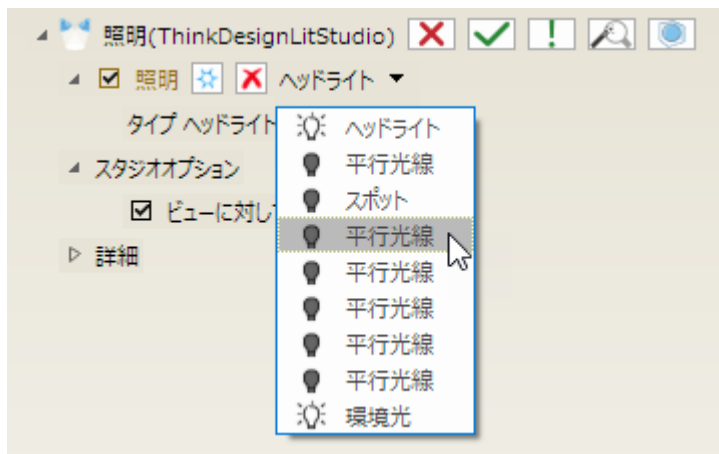 照明(ThinkDesignLitStudio)
照明 ヘッドライト
タイプ ヘッドライト
ヘッドライト
平行光線
スポット
平行光線
平行光線
平行光線
平行光線
平行光線
環境光
スタジオオプション
ビューに対し
詳細